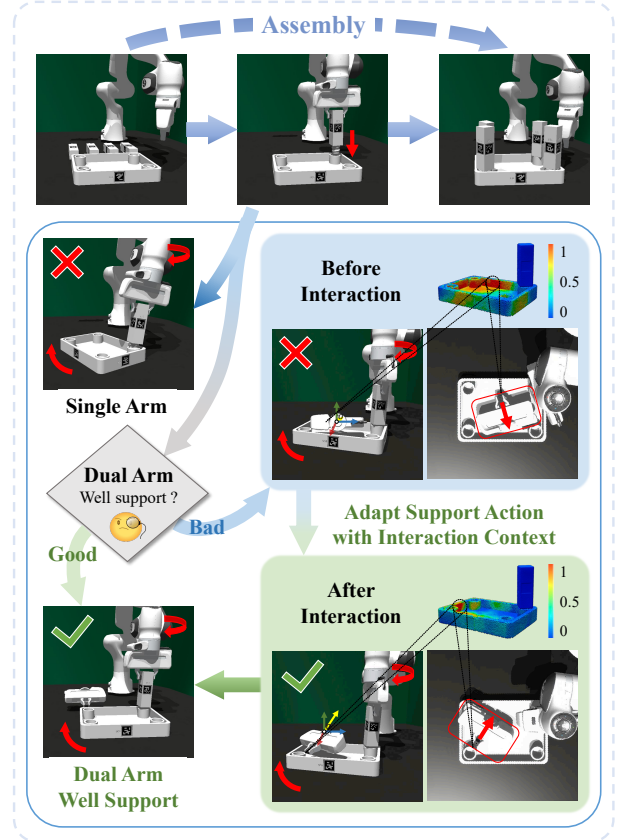 Assembly
Single Arm
Before
Interaction
1
0.5
0
Dual Arm
Well support ?
Good
Bad
Adapt Support Action
with Interaction Context
After
Interaction
1
0.5
0
Dual Arm
Well Support